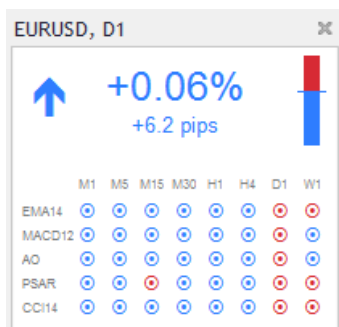 EURUSD, D1
+0.06%
+6.2 pips
M1 M5 M15 M30 H1 H4 D1 W1
EMA14
MACD12
AO
PSAR
CCI14